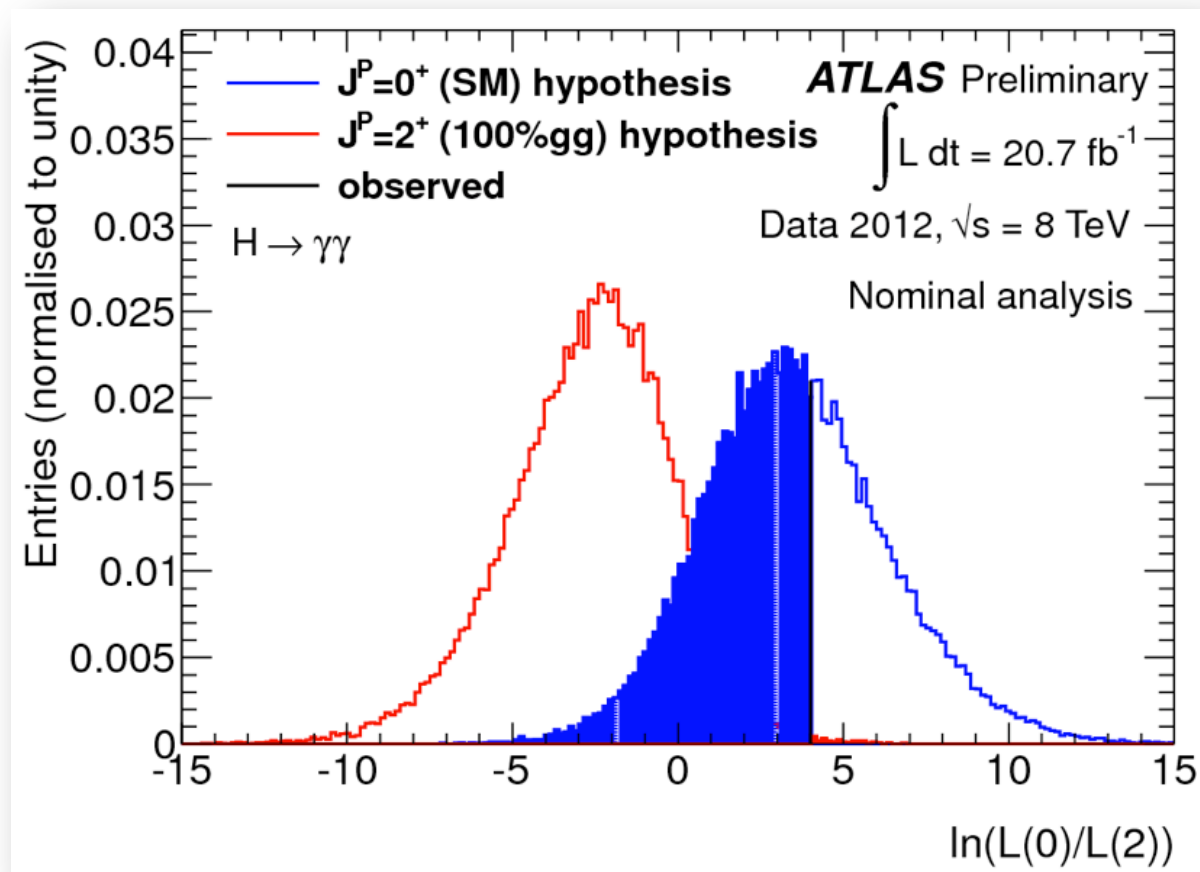 Entries (normalised to unity)
0.04
0.035
0.03
0.025
0.02
0.015
0.01
0.005
0
J^P=0^+ (SM) hypothesis
J^P=2^+ (100%gg) hypothesis
observed
H → γγ
ATLAS Preliminary
∫ L dt = 20.7 fb^-1
Data 2012, √s = 8 TeV
Nominal analysis
-15 -10 -5 0 5 10 15
ln(L(0)/L(2))